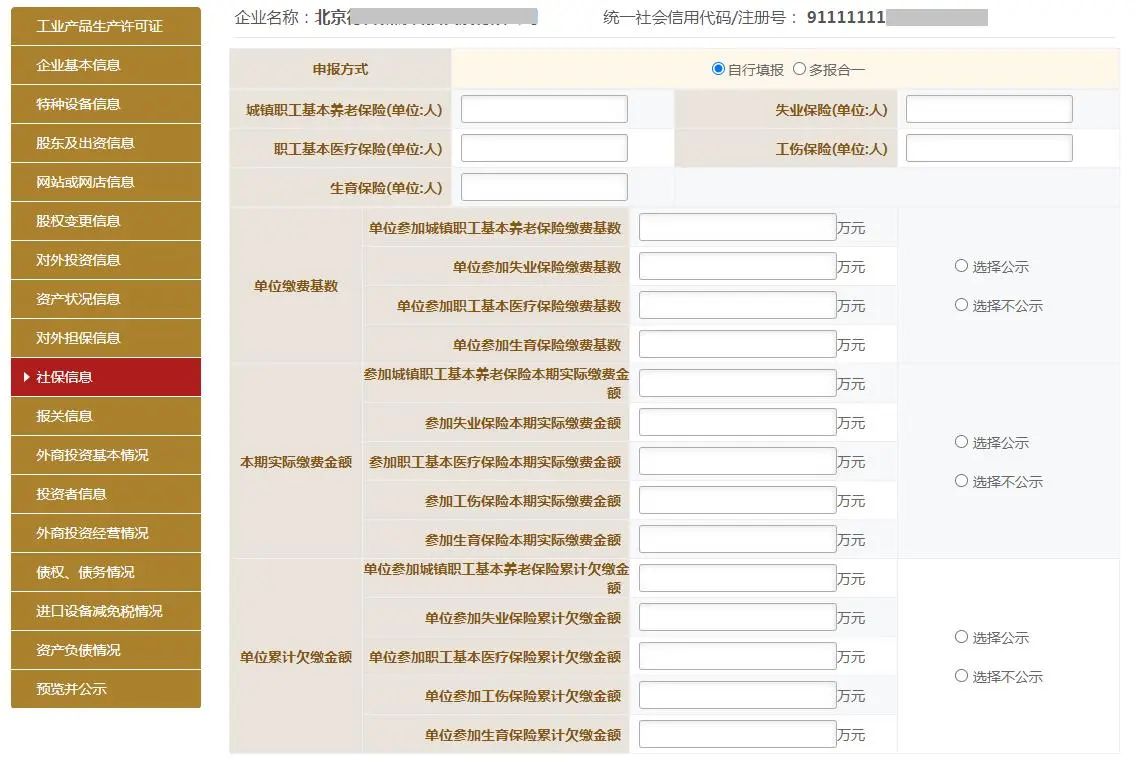 工业产品生产许可证
企业基本信息
特种设备信息
股东及出资信息
网站或网店信息
股权变更信息
对外投资信息
资产状况信息
对外担保信息
社保信息
报关信息
外商投资基本情况
投资者信息
外商投资经营情况
债权、债务情况
进口设备减免税情况
资产负债情况
预览并公示
企业名称：北京 统一社会信用代码/注册号： 91111111
申报方式 自行填报 多报合一
城镇职工基本养老保险(单位:人) 失业保险(单位:人)
职工基本医疗保险(单位:人) 工伤保险(单位:人)
生育保险(单位:人)
单位缴费基数
单位参加城镇职工基本养老保险缴费基数 万元
单位参加失业保险缴费基数 万元
单位参加职工基本医疗保险缴费基数 万元
单位参加生育保险缴费基数 万元
选择公示
选择不公示
本期实际缴费金额
参加城镇职工基本养老保险本期实际缴费金
额 万元
参加失业保险本期实际缴费金额 万元
参加职工基本医疗保险本期实际缴费金额 万元
参加工伤保险本期实际缴费金额 万元
参加生育保险本期实际缴费金额 万元
选择公示
选择不公示
单位累计欠缴金额
单位参加城镇职工基本养老保险累计欠缴金
额 万元
单位参加失业保险累计欠缴金额 万元
单位参加职工基本医疗保险累计欠缴金额 万元
单位参加工伤保险累计欠缴金额 万元
单位参加生育保险累计欠缴金额 万元
选择公示
选择不公示